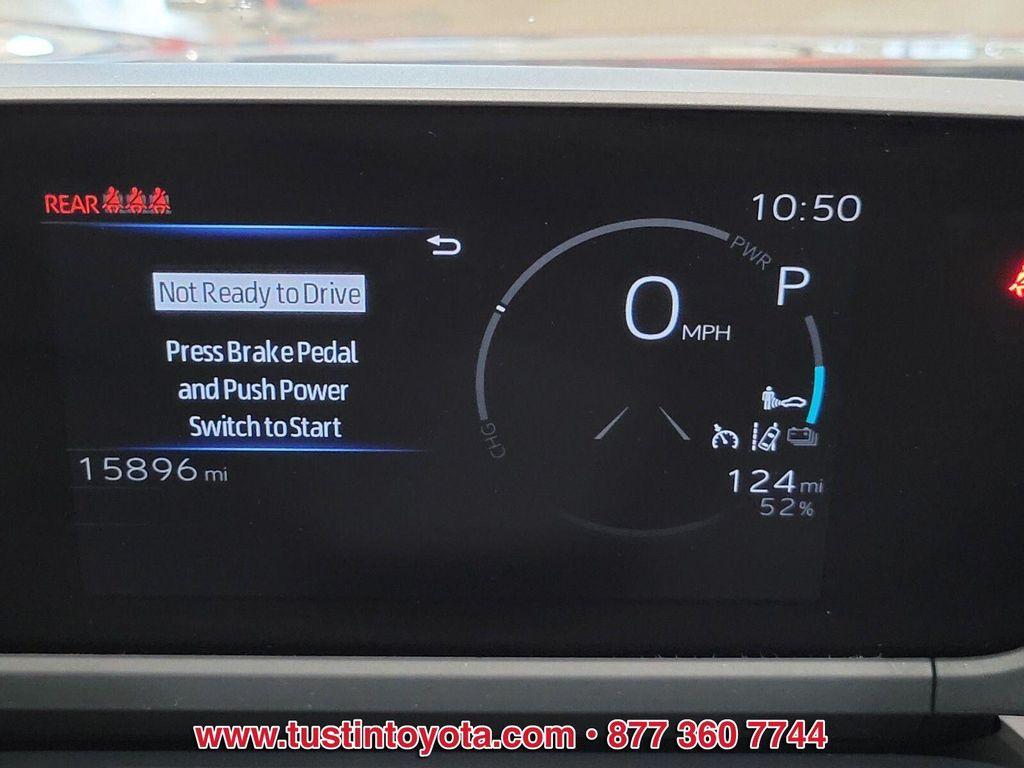 REAR
10:50
PWR
P
Not Ready to Drive
0 MPH
Press Brake Pedal
and Push Power
Switch to Start
CHG
15896 mi
124 mi
52%
www.tustintoyota.com • 877 360 7744